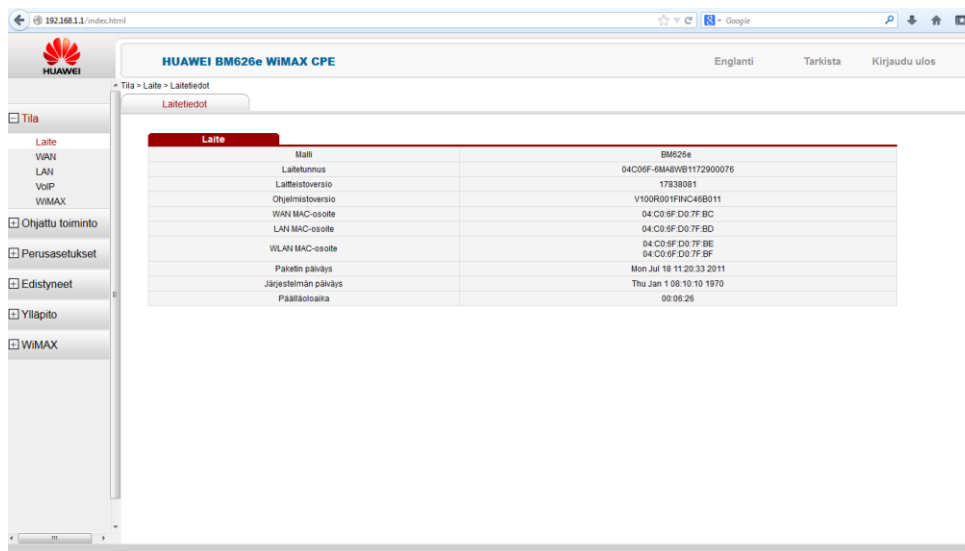 192.168.1.1/index.html
Google
HUAWEI
HUAWEI BM626e WiMAX CPE
Englanti Tarkista Kirjaudu ulos
Tila > Laite > Laitetiedot
Laitetiedot
Tila
Laite
WAN
LAN
VoIP
WiMAX
Ohjattu toiminto
Perusasetukset
Edistyneet
Ylläpito
WiMAX
Laite
Malli BM626e
Laitetunnus 04C06F-6MA8WB1172900076
Laitteistoversio 17838081
Ohjelmistoversio V100R001FINC46B011
WAN MAC-osoite 04:C0:6F:D0:7F:BC
LAN MAC-osoite 04:C0:6F:D0:7F:BD
WLAN MAC-osoite 04:C0:6F:D0:7F:BE
04:C0:6F:D0:7F:BF
Paketin päiväys Mon Jul 18 11:20:33 2011
Järjestelmän päiväys Thu Jan 1 08:10:10 1970
Päälläoloaika 00:06:26